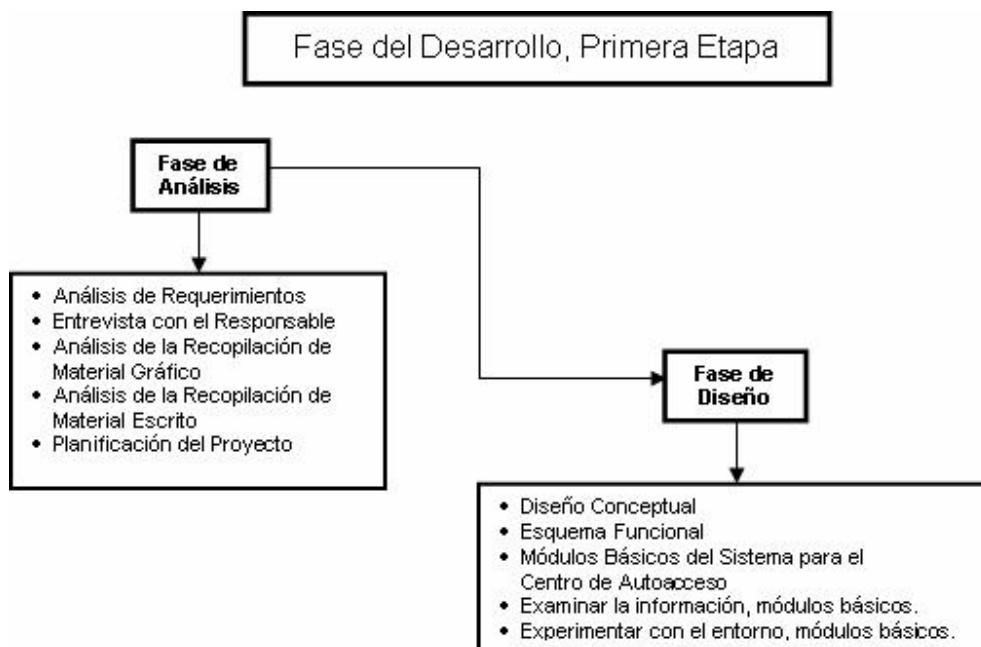 Fase del Desarrollo, Primera Etapa
Fase de
Análisis
• Análisis de Requerimientos
• Entrevista con el Responsable
• Análisis de la Recopilación de
Material Gráfico
• Análisis de la Recopilación de
Material Escrito
• Planificación del Proyecto
Fase de
Diseño
• Diseño Conceptual
• Esquema Funcional
• Módulos Básicos del Sistema para el
Centro de Autoacceso
• Examinar la información, módulos básicos.
• Experimentar con el entorno, módulos básicos.